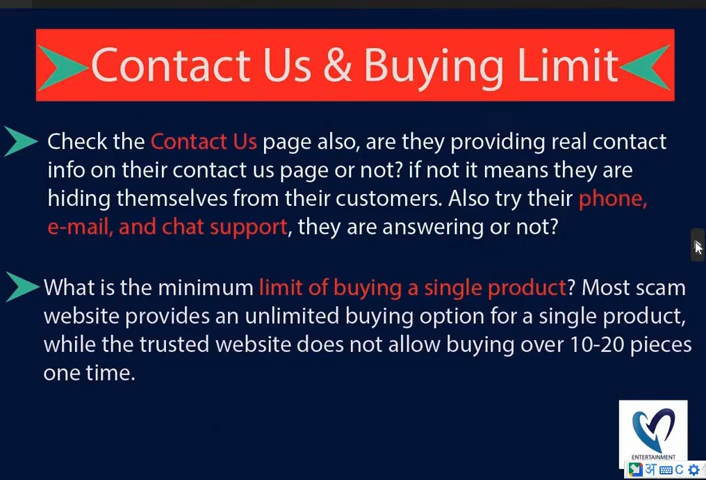 Contact Us & Buying Limit
Check the Contact Us page also, are they providing real contact
info on their contact us page or not? if not it means they are
hiding themselves from their customers. Also try their phone,
e-mail, and chat support, they are answering or not?
What is the minimum limit of buying a single product? Most scam
website provides an unlimited buying option for a single product,
while the trusted website does not allow buying over 10-20 pieces
one time.
ENTERTAINMENT
अ C